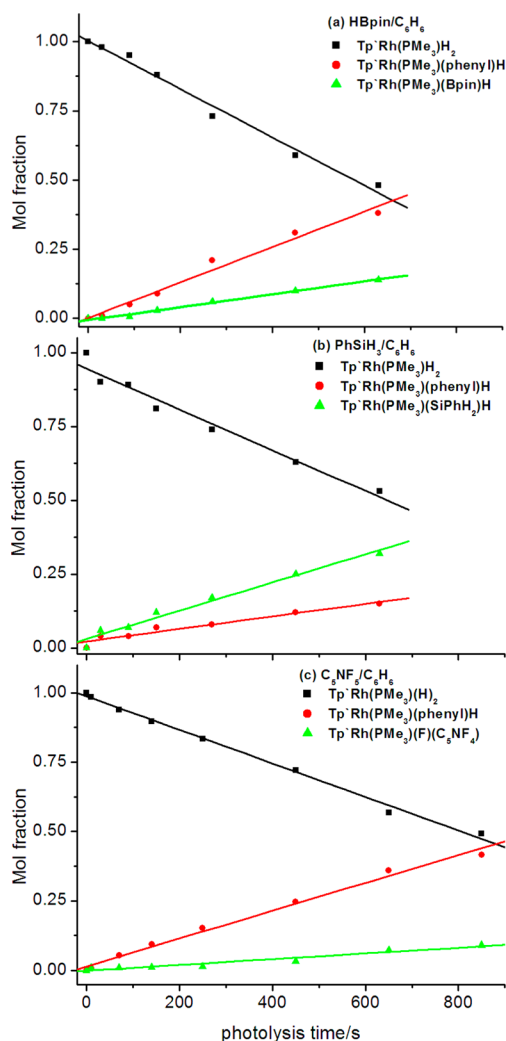 (a) HBpin/C₆H₆
Tp`Rh(PMe₃)H₂
Tp`Rh(PMe₃)(phenyl)H
Tp`Rh(PMe₃)(Bpin)H
1.00
0.75
0.50
0.25
0.00
Mol fraction
(b) PhSiH₃/C₆H₆
Tp`Rh(PMe₃)H₂
Tp`Rh(PMe₃)(phenyl)H
Tp`Rh(PMe₃)(SiPhH₂)H
1.00
0.75
0.50
0.25
0.00
Mol fraction
(c) C₅NF₅/C₆H₆
Tp`Rh(PMe₃)(H)₂
Tp`Rh(PMe₃)(phenyl)H
Tp`Rh(PMe₃)(F)(C₅NF₄)
1.00
0.75
0.50
0.25
0.00
Mol fraction
0 200 400 600 800
photolysis time/s